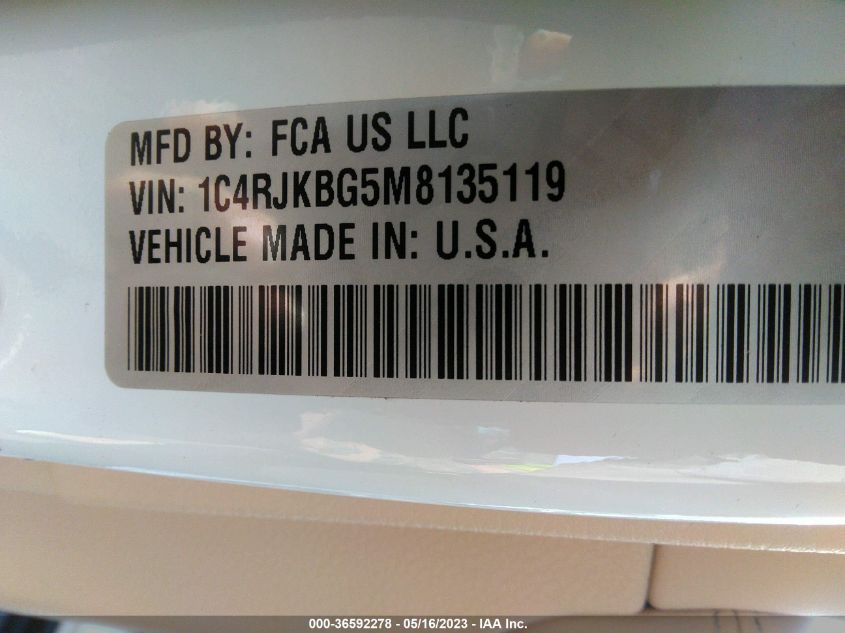 MFD BY: FCA US LLC
VIN: 1C4RJKBG5M8135119
VEHICLE MADE IN: U.S.A.
000-36592278 - 05/16/2023 - IAA Inc.